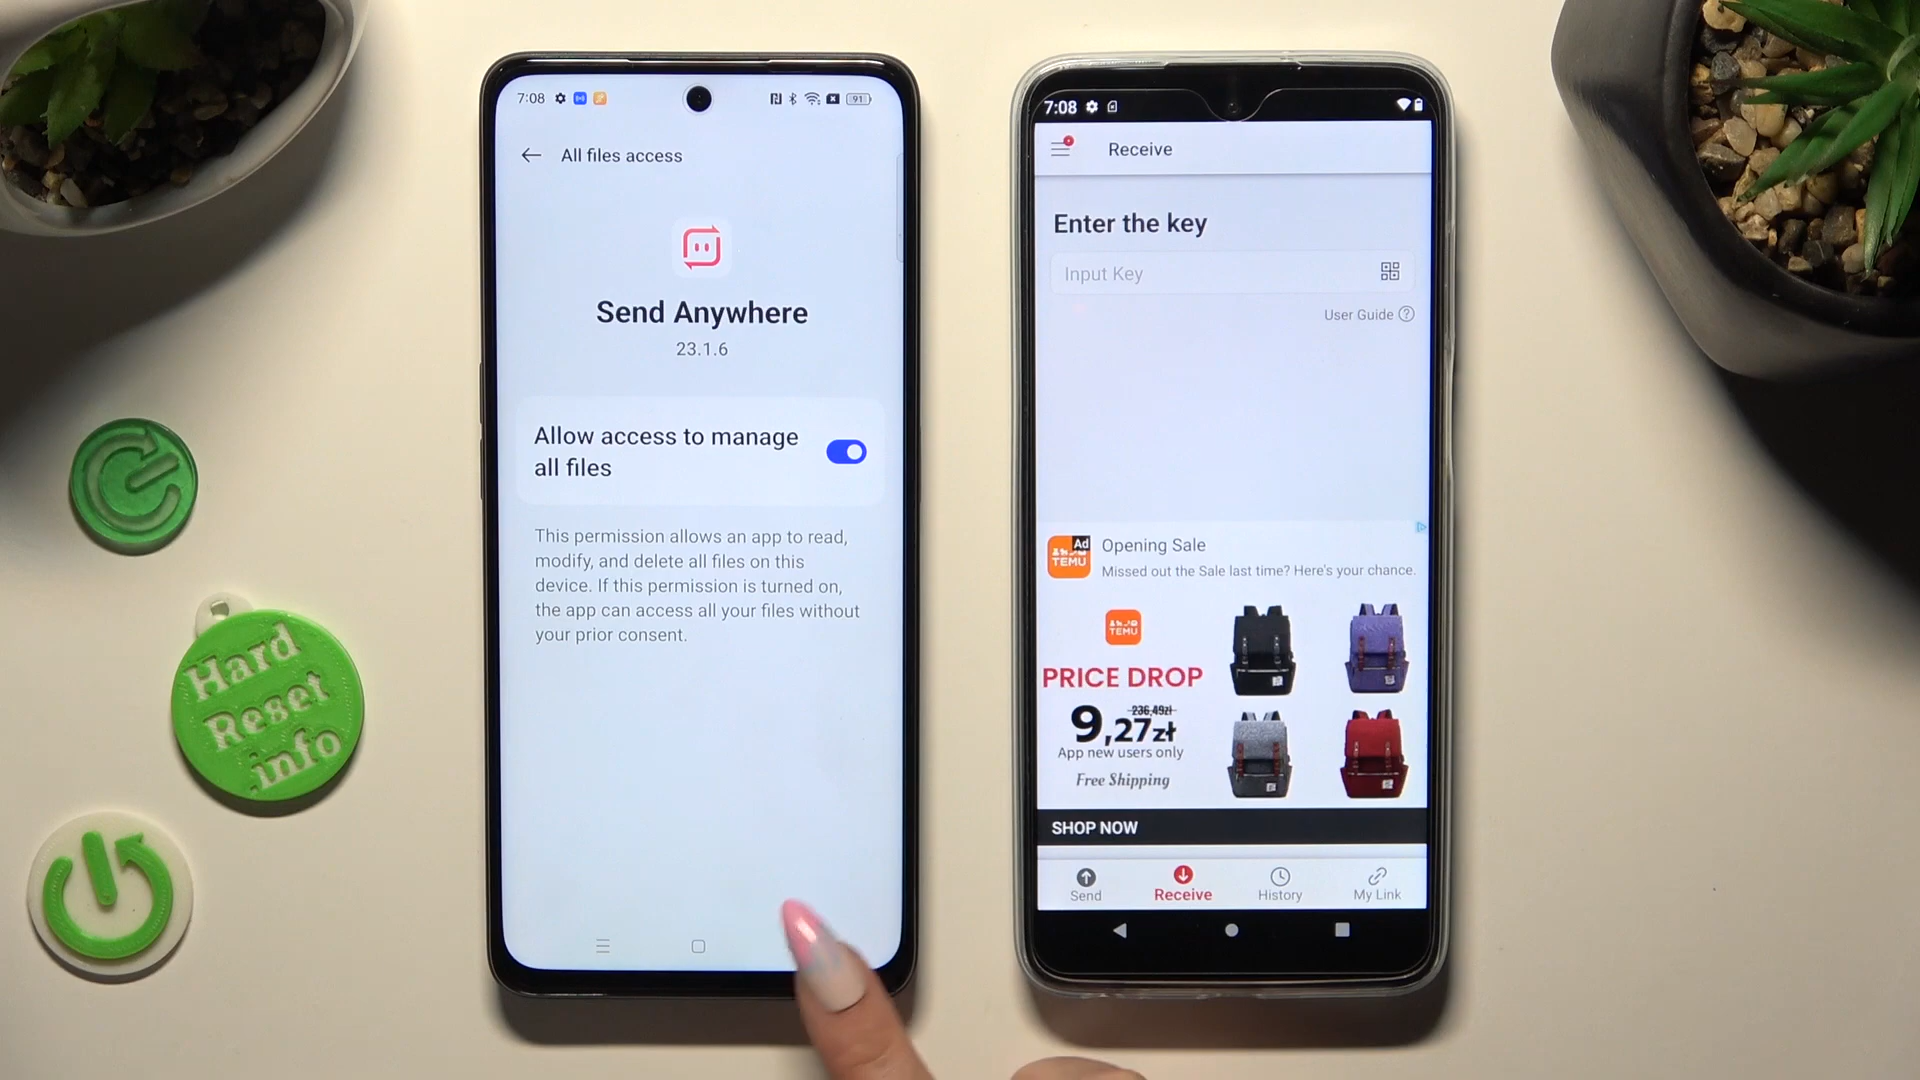 7:08
91
All files access
Send Anywhere
23.1.6
Allow access to manage
all files
This permission allows an app to read,
modify, and delete all files on this
device. If this permission is turned on,
the app can access all your files without
your prior consent.
7:08
Receive
Enter the key
Input Key
User Guide
Ad
TEMU
Opening Sale
Missed out the Sale last time? Here's your chance.
TEMU
PRICE DROP
236,49zł
9,27zł
App new users only
Free Shipping
SHOP NOW
Send
Receive
History
My Link
Hard
Reset
.info